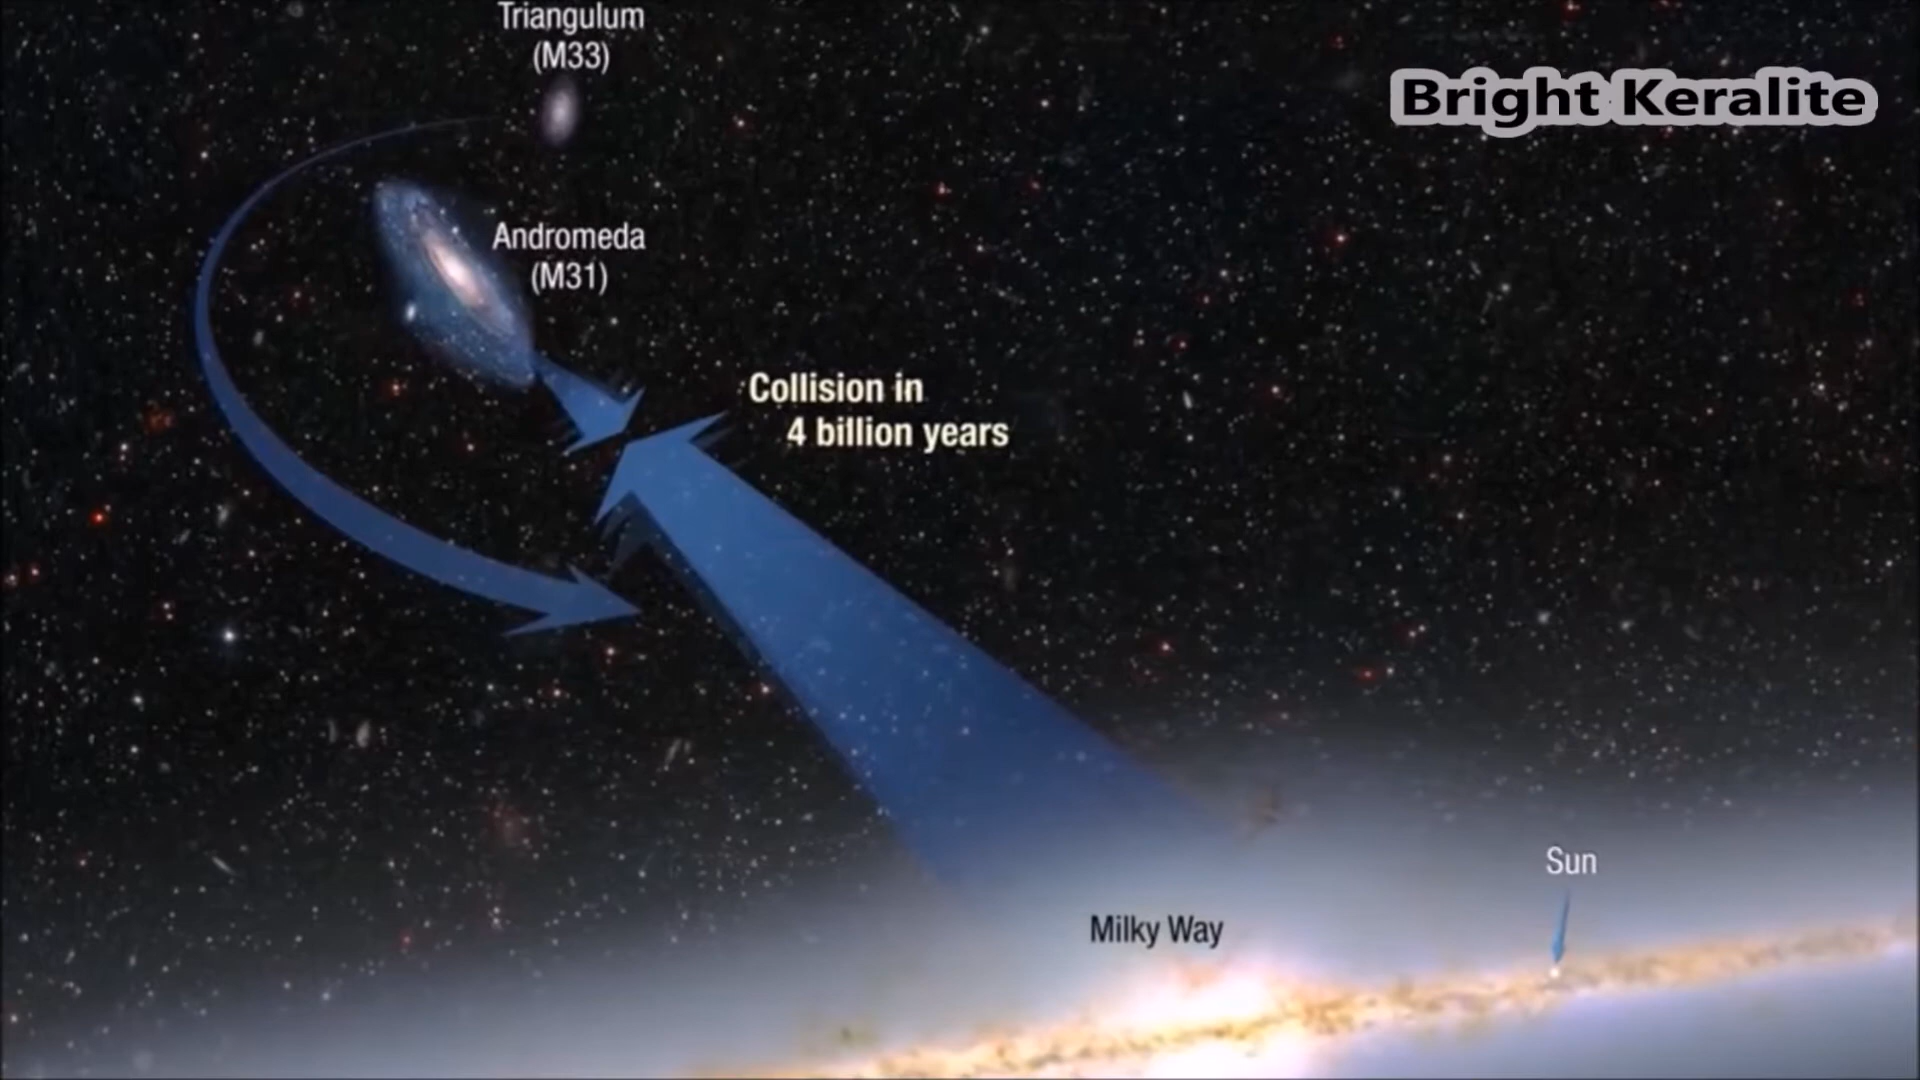 Triangulum
(M33)
Bright Keralite
Andromeda
(M31)
Collision in
4 billion years
Sun
Milky Way